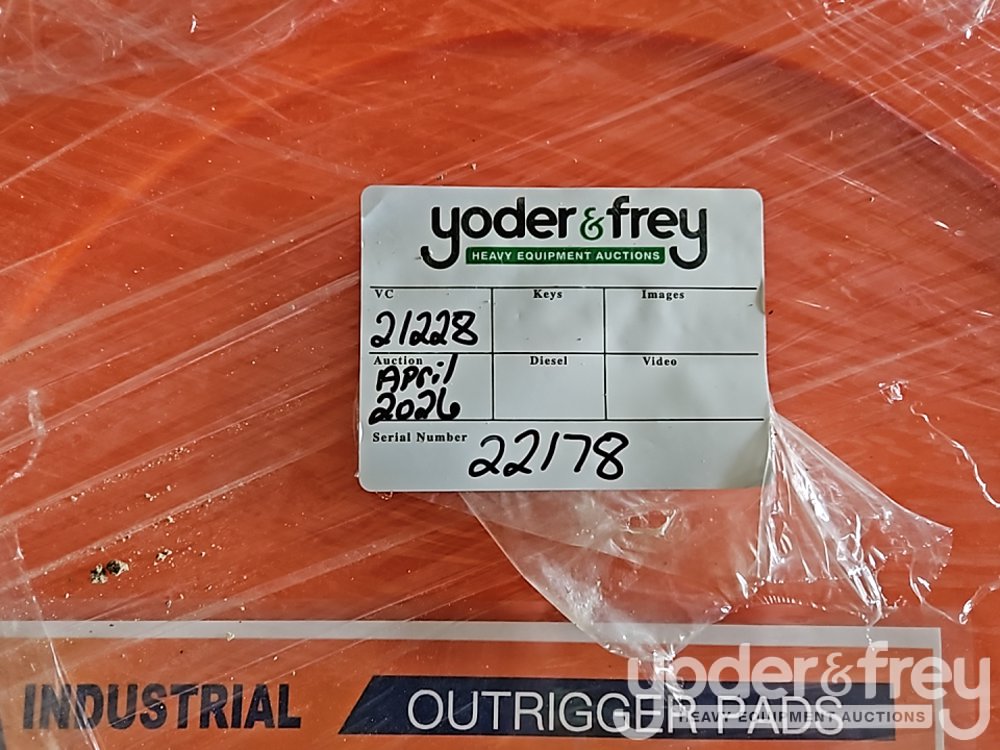 yoder&frey
HEAVY EQUIPMENT AUCTIONS
VC Keys Images
21228
Auction Diesel Video
April
2026
Serial Number 22178
INDUSTRIAL OUTRIGGER PADS
yoder&frey
HEAVY EQUIPMENT AUCTIONS